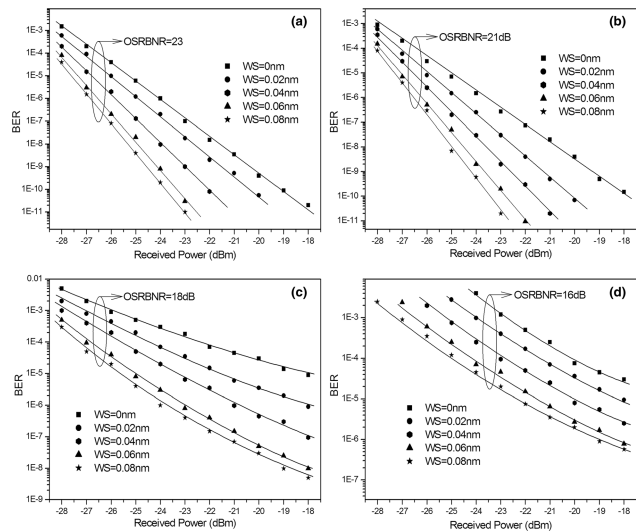 (a)
OSRBNR=23
WS=0nm
WS=0.02nm
WS=0.04nm
WS=0.06nm
WS=0.08nm
1E-3
1E-4
1E-5
1E-6
1E-7
1E-8
1E-9
1E-10
1E-11
BER
-28 -27 -26 -25 -24 -23 -22 -21 -20 -19 -18
Received Power (dBm)
(b)
OSRBNR=21dB
WS=0nm
WS=0.02nm
WS=0.04nm
WS=0.06nm
WS=0.08nm
1E-3
1E-4
1E-5
1E-6
1E-7
1E-8
1E-9
1E-10
1E-11
BER
-28 -27 -26 -25 -24 -23 -22 -21 -20 -19 -18
Received Power (dBm)
(c)
OSRBNR=18dB
WS=0nm
WS=0.02nm
WS=0.04nm
WS=0.06nm
WS=0.08nm
0.01
1E-3
1E-4
1E-5
1E-6
1E-7
1E-8
1E-9
BER
-28 -27 -26 -25 -24 -23 -22 -21 -20 -19 -18
Received Power (dBm)
(d)
OSRBNR=16dB
WS=0nm
WS=0.02nm
WS=0.04nm
WS=0.06nm
WS=0.08nm
1E-3
1E-4
1E-5
1E-6
1E-7
BER
-28 -27 -26 -25 -24 -23 -22 -21 -20 -19 -18
Received Power (dBm)